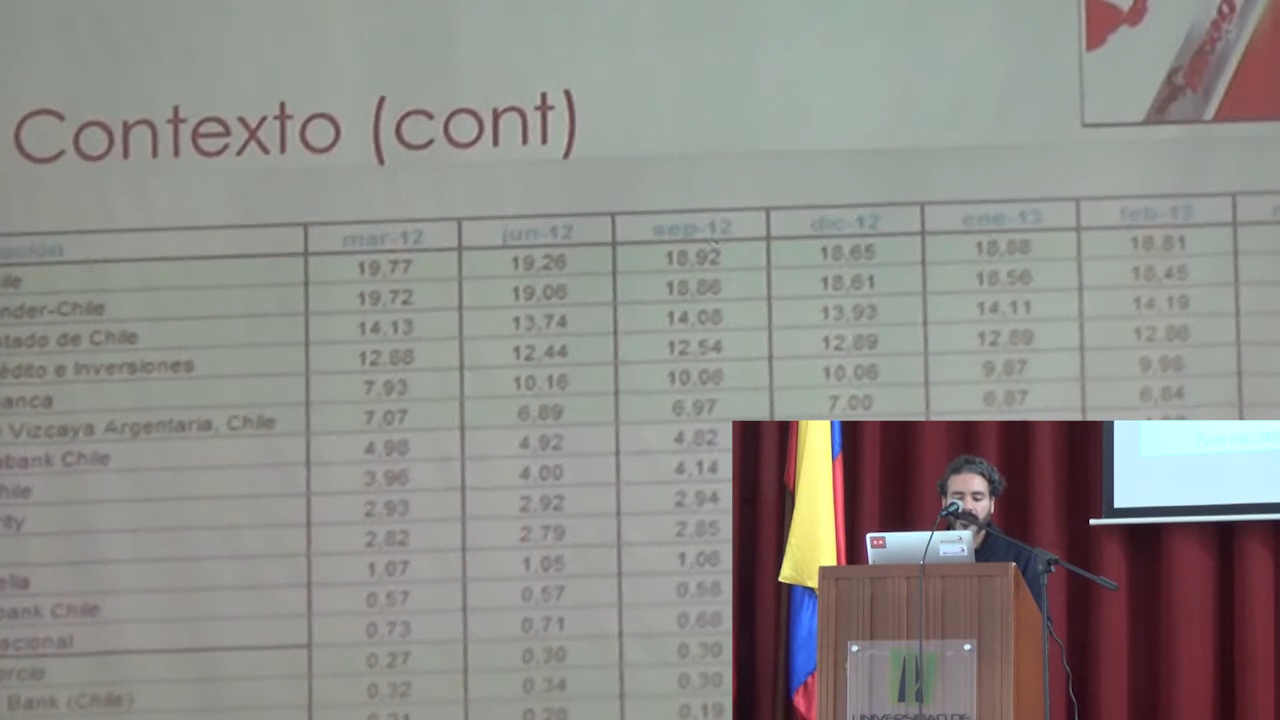 Contexto (cont)
mar-12 jun-12 sep-12 dic-12 ene-13 feb-13
19,77 19,26 18,92 18,65 18,88 18,81
nder-Chile 19,72 19,06 18,86 18,61 18,56 18,45
tado de Chile 14,13 13,74 14,08 13,93 14,11 14,19
édito e Inversiones 12,88 12,44 12,54 12,89 12,89 12,86
anca 7,93 10,16 10,06 10,06 9,87 9,98
Vizcaya Argentaria, Chile 7,07 6,89 6,97 7,00 6,87 6,84
bank Chile 4,98 4,92 4,82
hile 3,96 4,00 4,14
2,93 2,92 2,94
2,82 2,79 2,85
1,07 1,05 1,06
bank Chile 0,57 0,57 0,58
acional 0,73 0,71 0,68
ercio 0,27 0,30 0,30
Bank (Chile) 0,32 0,34 0,30
0,19
UNIVERSIDAD DE